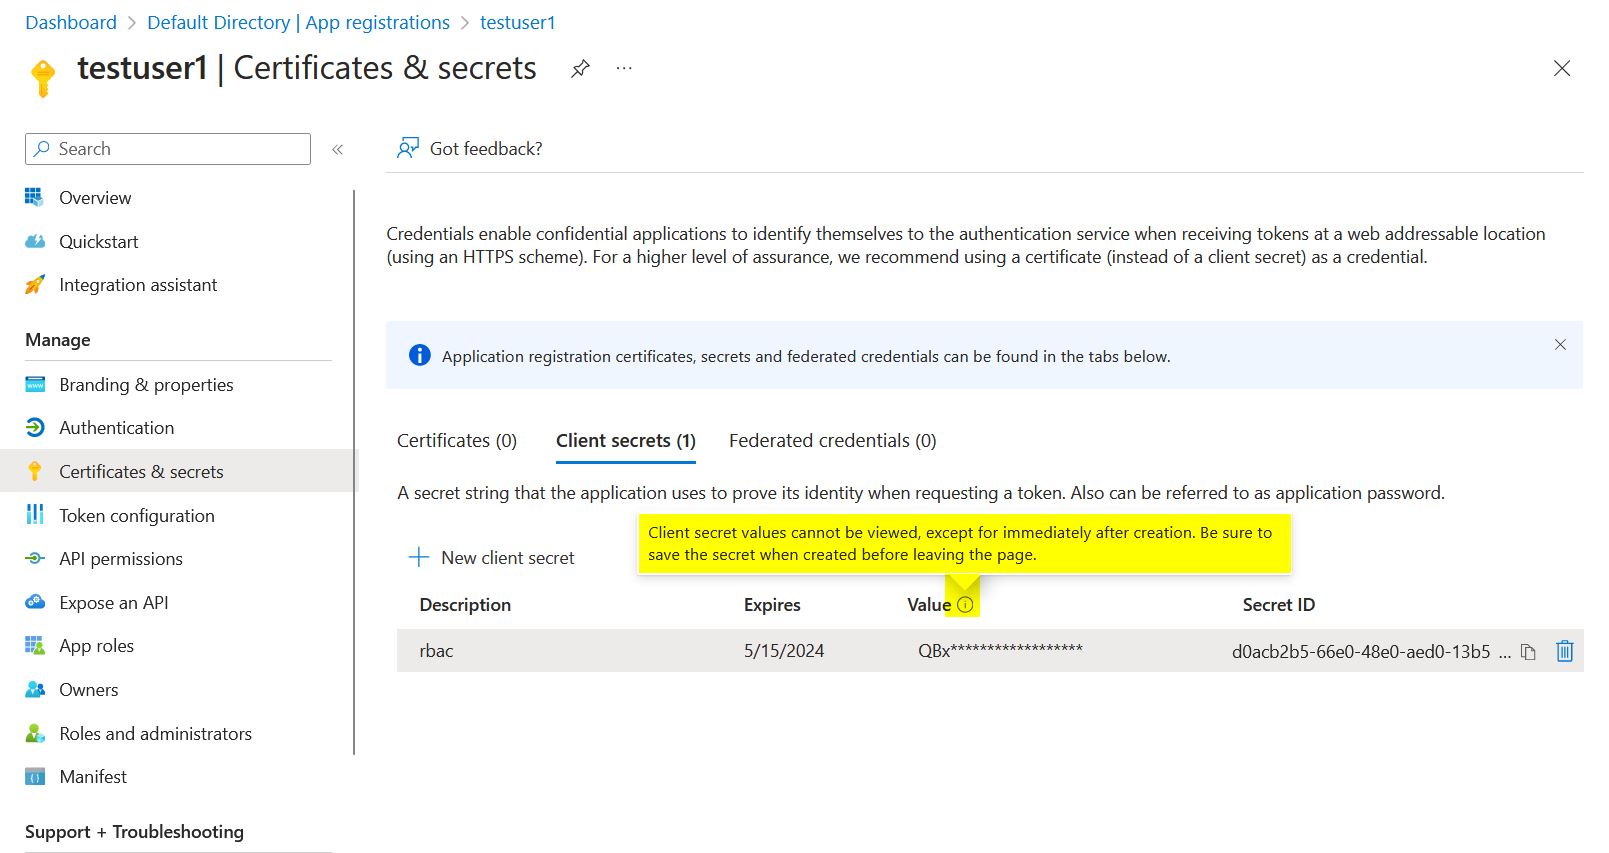 Dashboard > Default Directory | App registrations > testuser1
testuser1 | Certificates & secrets
Search
Got feedback?
Overview
Quickstart
Integration assistant
Manage
Branding & properties
Authentication
Certificates & secrets
Token configuration
API permissions
Expose an API
App roles
Owners
Roles and administrators
Manifest
Support + Troubleshooting
Credentials enable confidential applications to identify themselves to the authentication service when receiving tokens at a web addressable location
(using an HTTPS scheme). For a higher level of assurance, we recommend using a certificate (instead of a client secret) as a credential.
Application registration certificates, secrets and federated credentials can be found in the tabs below.
Certificates (0) Client secrets (1) Federated credentials (0)
A secret string that the application uses to prove its identity when requesting a token. Also can be referred to as application password.
Client secret values cannot be viewed, except for immediately after creation. Be sure to
save the secret when created before leaving the page.
New client secret
Description Expires Value Secret ID
rbac 5/15/2024 QBx****************** d0acb2b5-66e0-48e0-aed0-13b5 ...